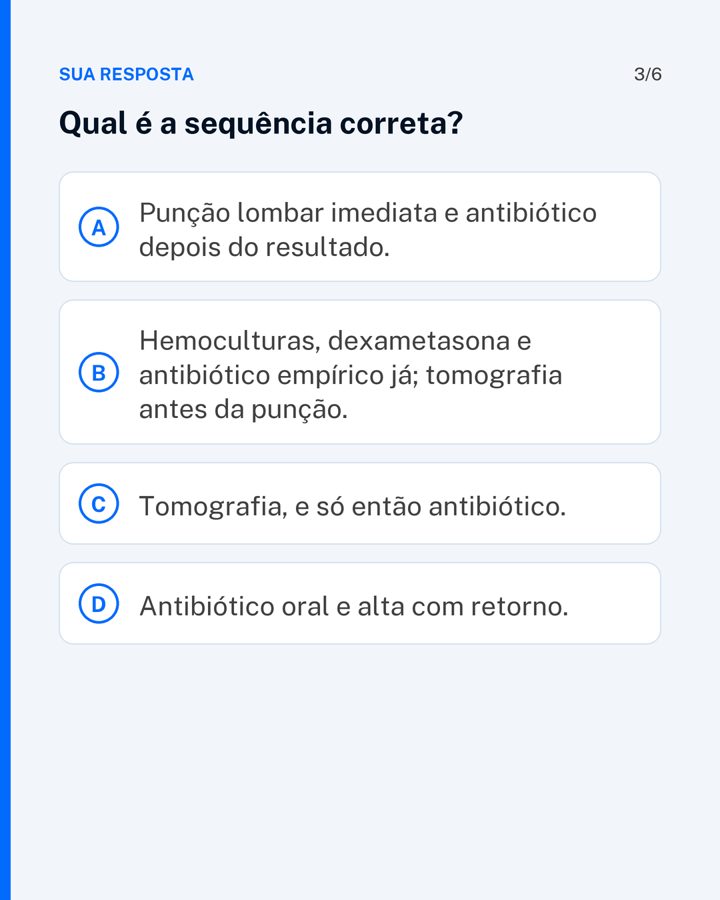 SUA RESPOSTA
3/6
Qual é a sequência correta?
A
Punção lombar imediata e antibiótico
depois do resultado.
B
Hemoculturas, dexametasona e
antibiótico empírico já; tomografia
antes da punção.
C
Tomografia, e só então antibiótico.
D
Antibiótico oral e alta com retorno.